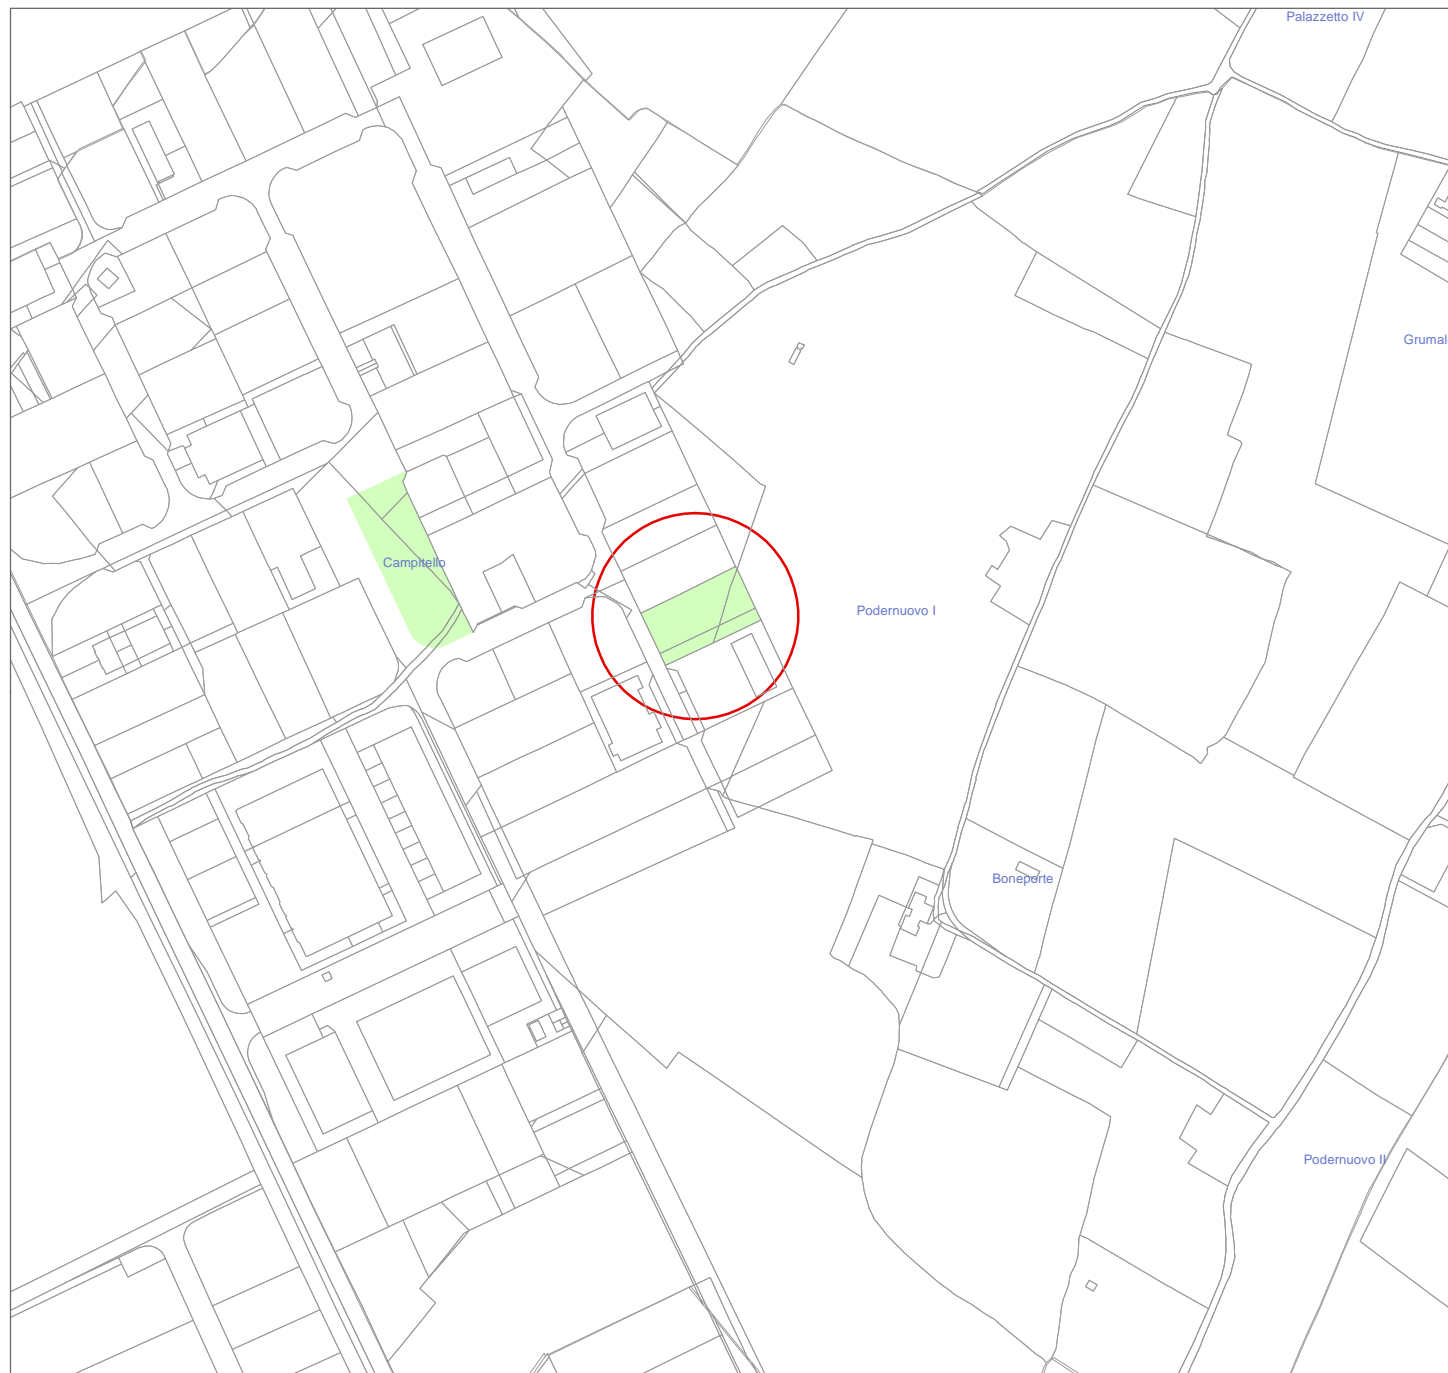 Palazzetto IV
Grumal
Campitello
Podernuovo I
Boneporte
Podernuovo II